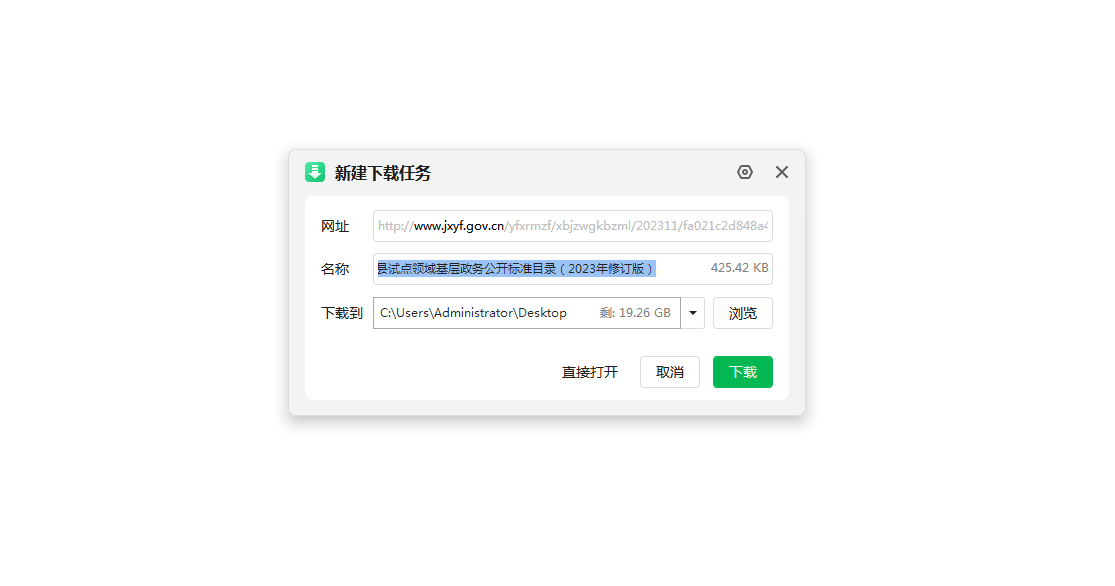 新建下载任务
网址 http://www.jxyf.gov.cn/yfxrmzf/xbjzwgkbzml/202311/fa021c2d848a4
名称 县试点领域基层政务公开标准目录（2023年修订版） 425.42 KB
下载到 C:\Users\Administrator\Desktop 剩: 19.26 GB 浏览
直接打开 取消 下载